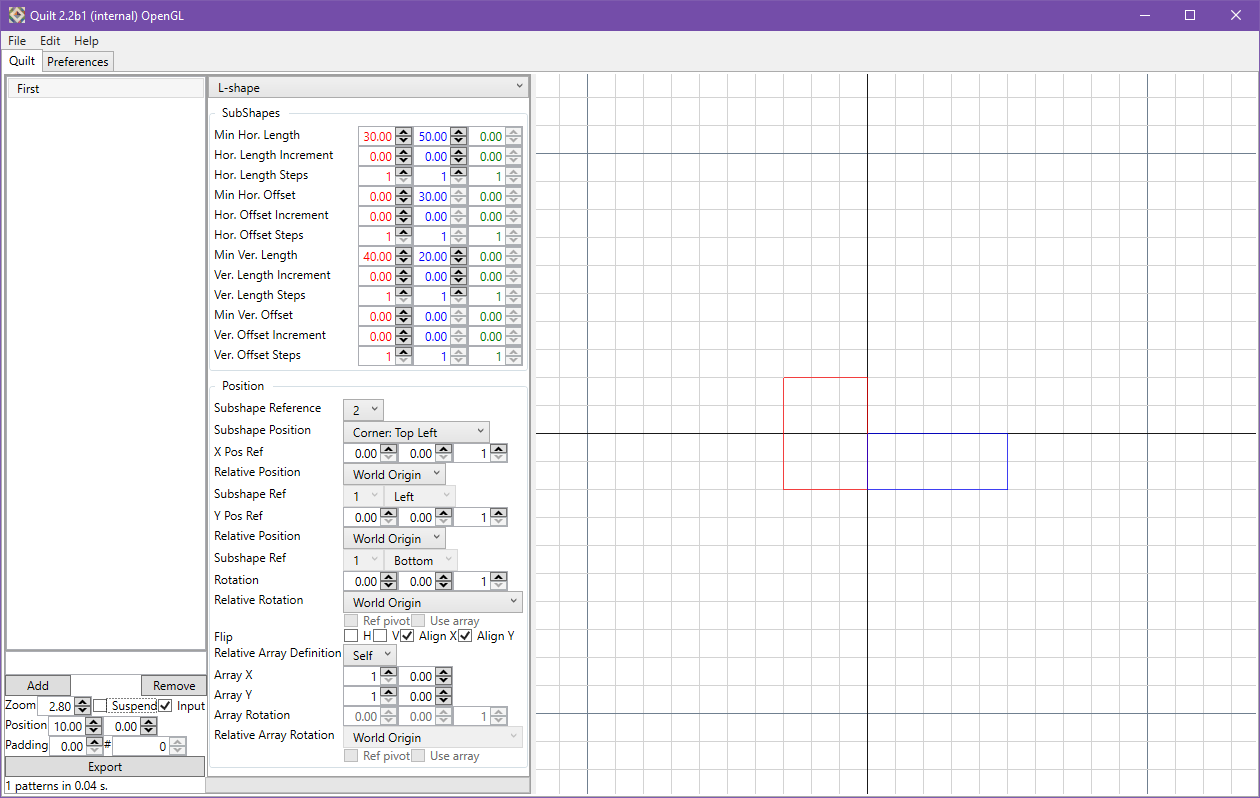 Quilt 2.2b1 (internal) OpenGL
File Edit Help
Quilt Preferences
First
L-shape
SubShapes
Min Hor. Length 30.00 50.00 0.00
Hor. Length Increment 0.00 0.00 0.00
Hor. Length Steps 1 1 1
Min Hor. Offset 0.00 30.00 0.00
Hor. Offset Increment 0.00 0.00 0.00
Hor. Offset Steps 1 1 1
Min Ver. Length 40.00 20.00 0.00
Ver. Length Increment 0.00 0.00 0.00
Ver. Length Steps 1 1 1
Min Ver. Offset 0.00 0.00 0.00
Ver. Offset Increment 0.00 0.00 0.00
Ver. Offset Steps 1 1 1
Position
Subshape Reference 2
Subshape Position Corner: Top Left
X Pos Ref 0.00 0.00 1
Relative Position World Origin
Subshape Ref 1 Left
Y Pos Ref 0.00 0.00 1
Relative Position World Origin
Subshape Ref 1 Bottom
Rotation 0.00 0.00 1
Relative Rotation World Origin
Ref pivot Use array
Flip H V Align X Align Y
Relative Array Definition Self
Array X 1 0.00
Array Y 1 0.00
Array Rotation 0.00 0.00 1
Relative Array Rotation World Origin
Ref pivot Use array
Add Remove
Zoom 2.80 Suspend Input
Position 10.00 0.00
Padding 0.00 # 0
Export
1 patterns in 0.04 s.